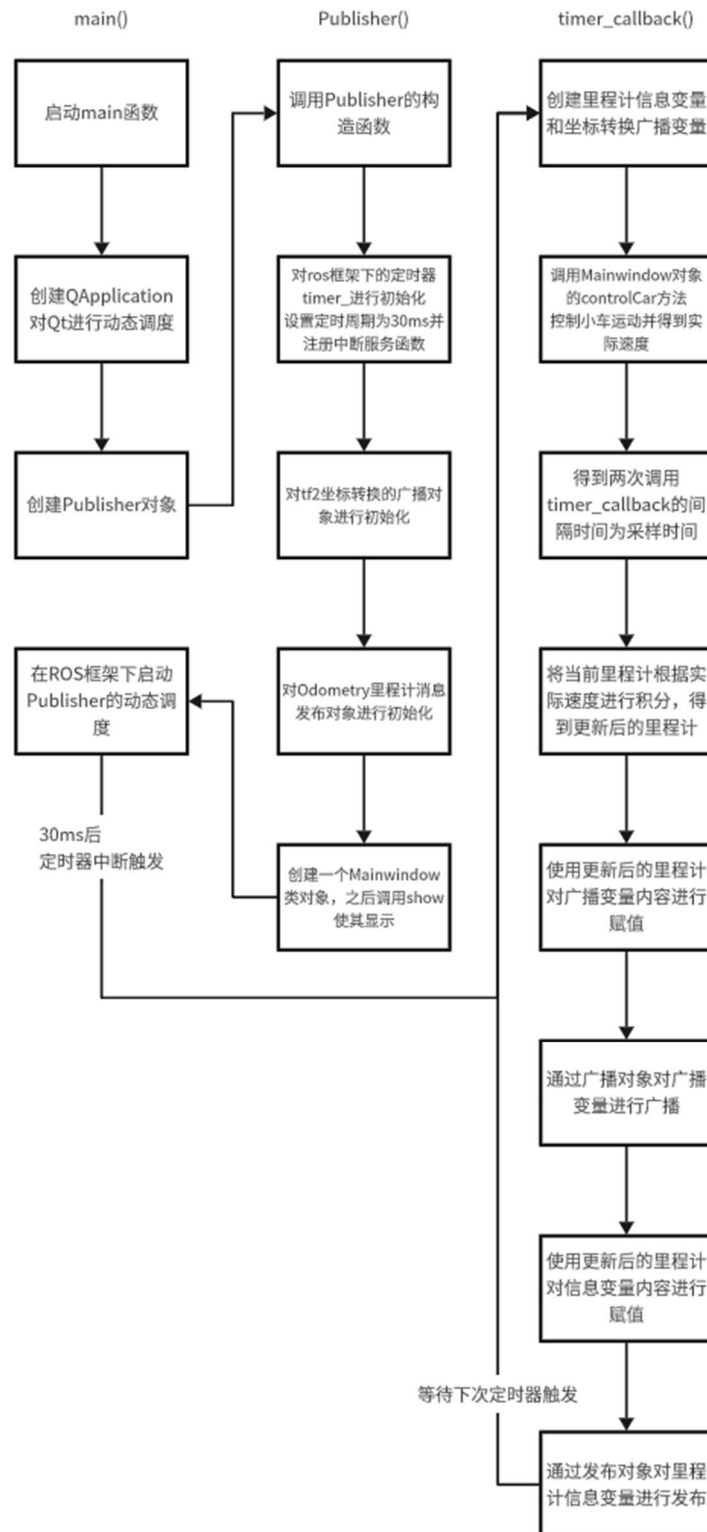 main()
启动main函数
创建QApplication
对Qt进行动态调度
创建Publisher对象
在ROS框架下启动
Publisher的动态调
度
30ms后
定时器中断触发
Publisher()
调用Publisher的构
造函数
对ros框架下的定时器
timer_进行初始化
设置定时周期为30ms并
注册中断服务函数
对tf2坐标转换的广播对
象进行初始化
对Odometry里程计消息
发布对象进行初始化
创建一个Mainwindow
类对象，之后调用show
使其显示
timer_callback()
创建里程计信息变量
和坐标转换广播变量
调用Mainwindow对象
的controlCar方法
控制小车运动并得到实
际速度
得到两次调用
timer_callback的间
隔时间为采样时间
将当前里程计根据实
际速度进行积分，得
到更新后的里程计
使用更新后的里程计
对广播变量内容进行
赋值
通过广播对象对广播
变量进行广播
使用更新后的里程计
对信息变量内容进行
赋值
等待下次定时器触发
通过发布对象对里程
计信息变量进行发布